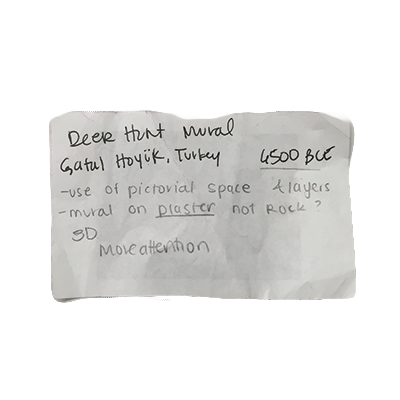 Deer Hunt Mural
Çatal Hoyük, Turkey 6500 BCE
-use of pictorial space & layers
-mural on plaster not Rock?
3D
More attention